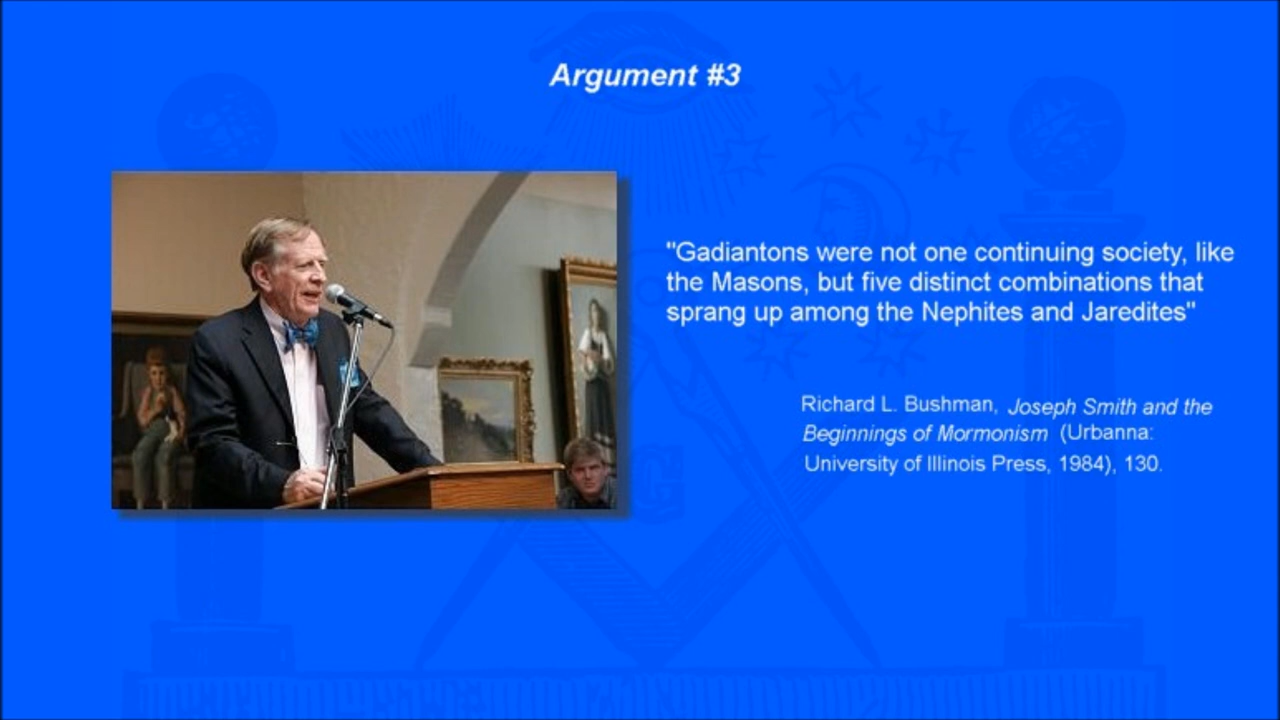 Argument #3
"Gadiantons were not one continuing society, like
the Masons, but five distinct combinations that
sprang up among the Nephites and Jaredites"
Richard L. Bushman, Joseph Smith and the
Beginnings of Mormonism (Urbanna:
University of Illinois Press, 1984), 130.
G